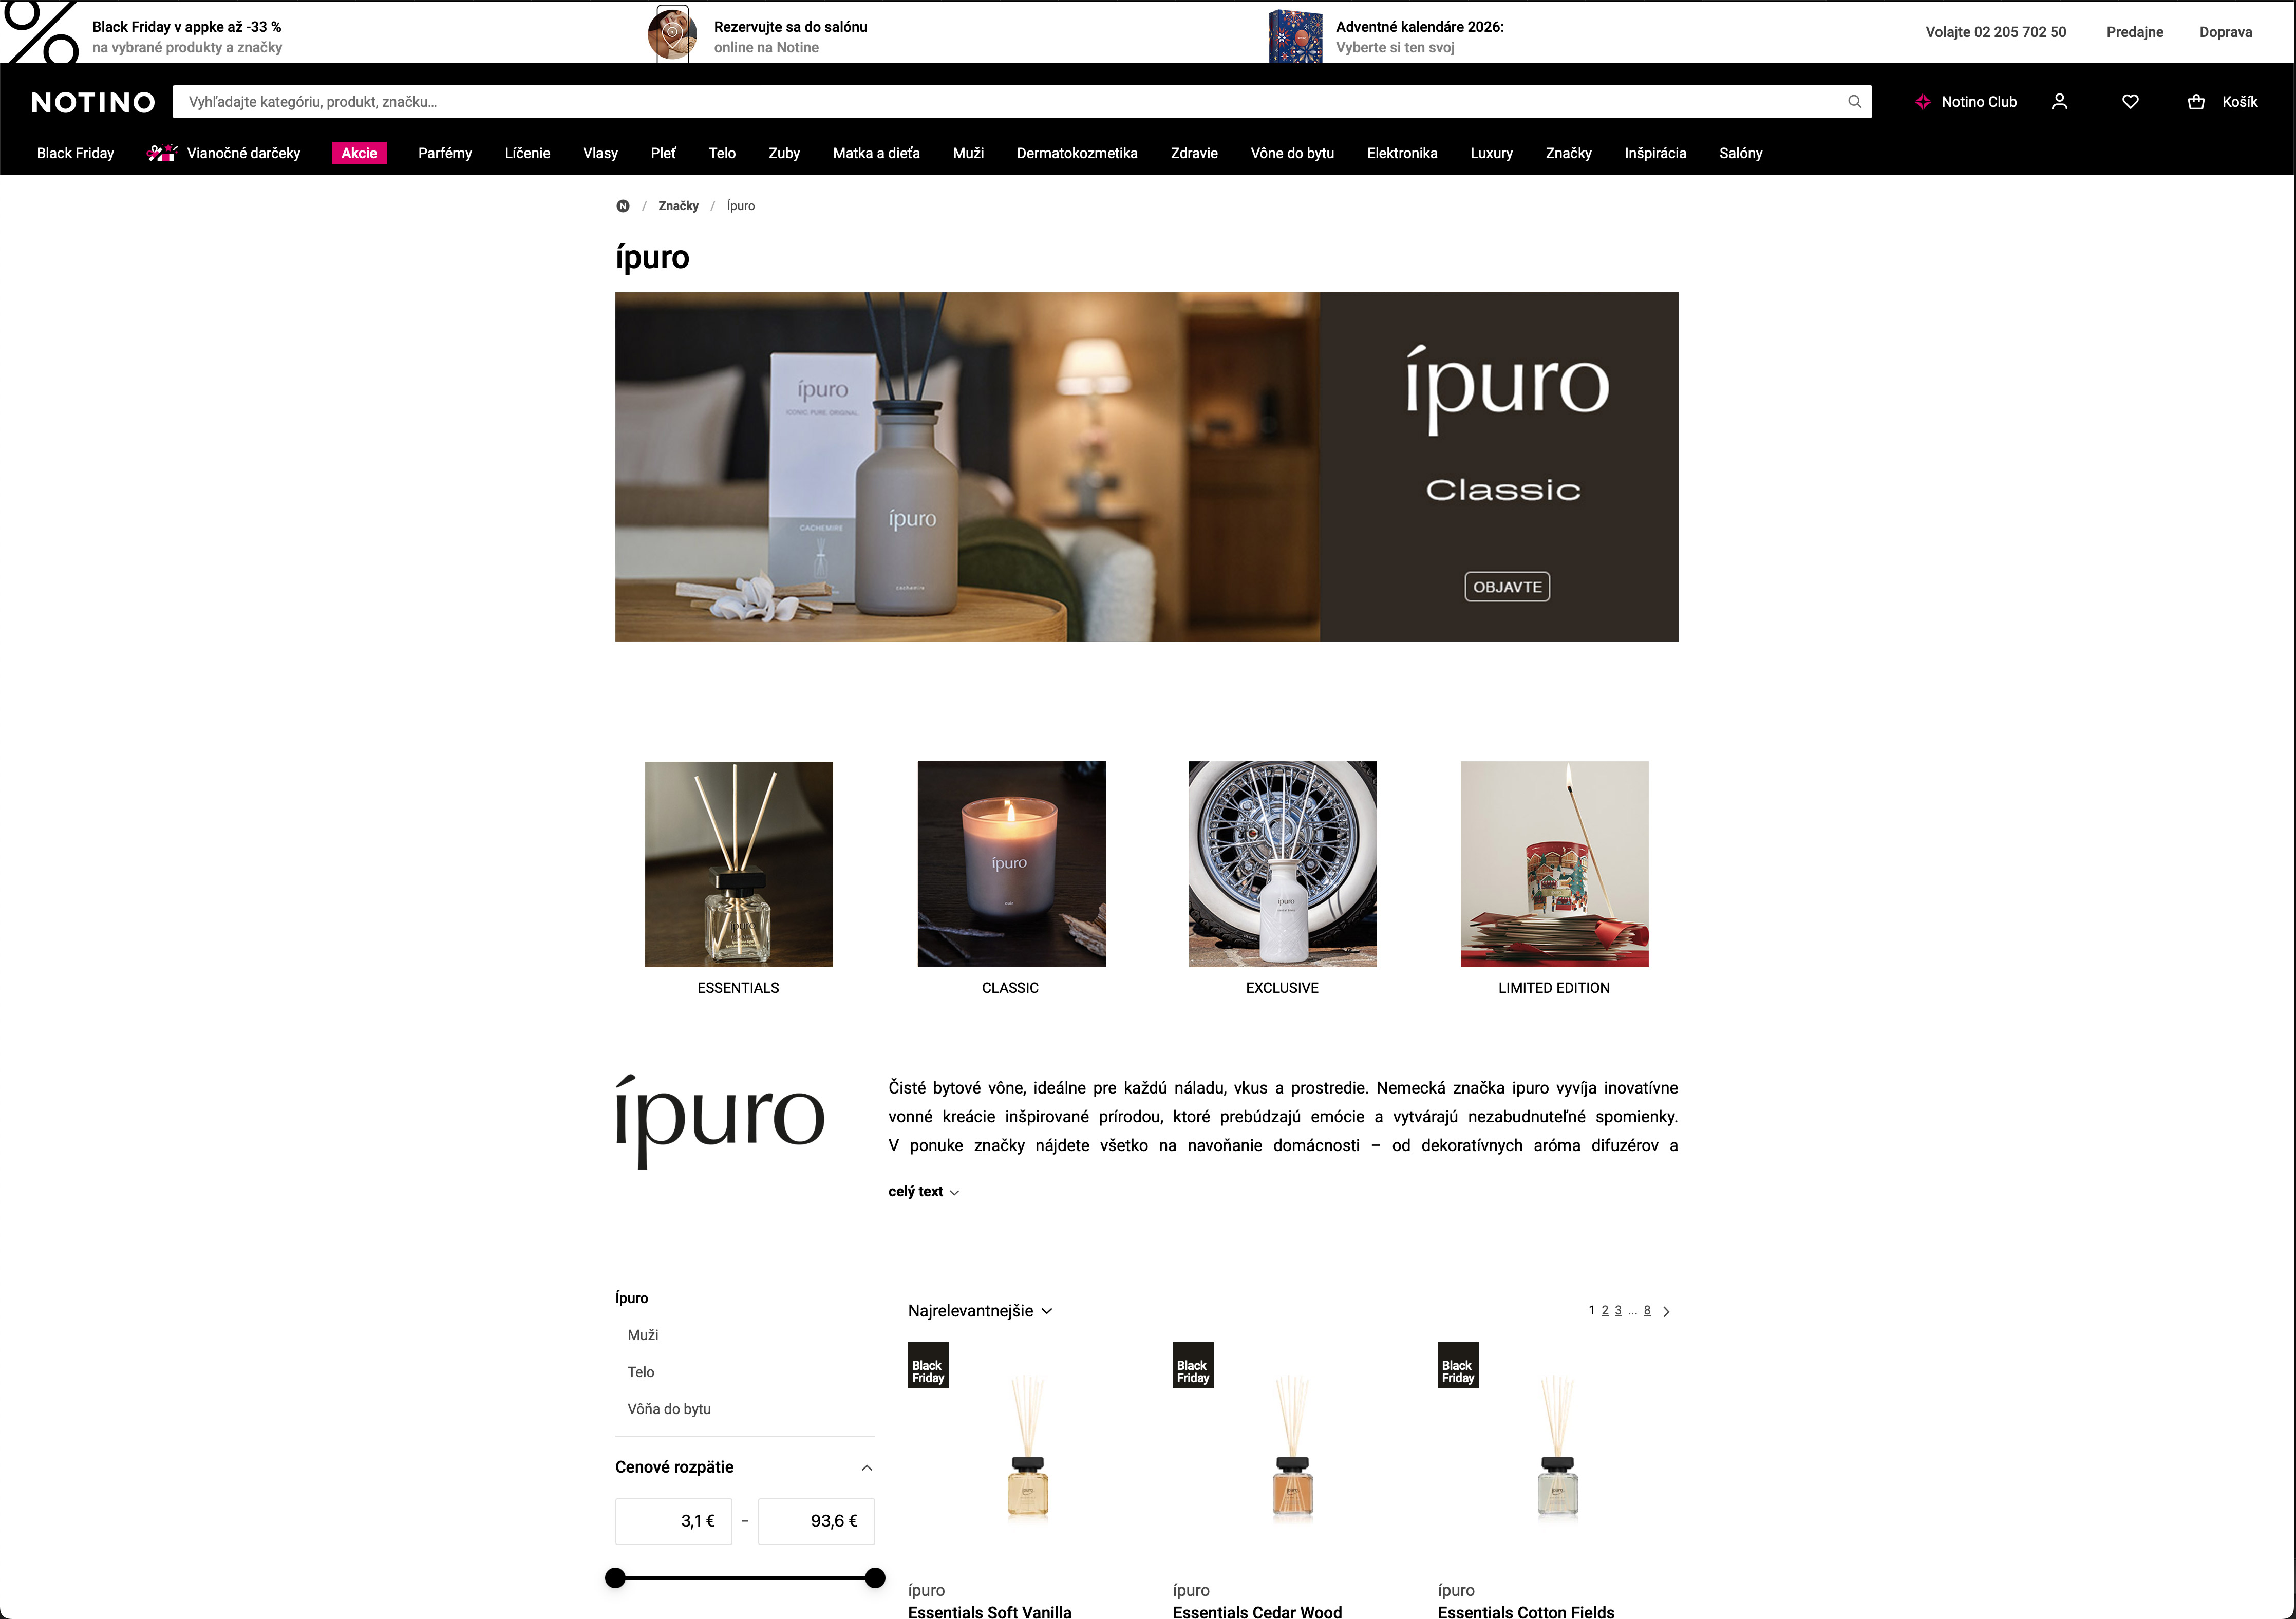 Black Friday v appke až -33 %
na vybrané produkty a značky
Rezervujte sa do salónu
online na Notine
Adventné kalendáre 2026:
Vyberte si ten svoj
Volajte 02 205 702 50
Predajne
Doprava
NOTINO
Vyhľadajte kategóriu, produkt, značku...
Notino Club
Košík
Black Friday
Vianočné darčeky
Akcie
Parfémy
Líčenie
Vlasy
Pleť
Telo
Zuby
Matka a dieťa
Muži
Dermatokozmetika
Zdravie
Vône do bytu
Elektronika
Luxury
Značky
Inšpirácia
Salóny
N / Značky / Ípuro
ípuro
ípuro
ICONIC. PURE. ORIGINAL.
CACHEMIRE
ípuro
cachemire
ípuro
Classic
OBJAVTE
ípuro
ípuro
ípuro
ESSENTIALS
CLASSIC
EXCLUSIVE
LIMITED EDITION
ípuro
Čisté bytové vône, ideálne pre každú náladu, vkus a prostredie. Nemecká značka ipuro vyvíja inovatívne
vonné kreácie inšpirované prírodou, ktoré prebúdzajú emócie a vytvárajú nezabudnuteľné spomienky.
V ponuke značky nájdete všetko na navoňanie domácnosti – od dekoratívnych aróma difuzérov a
celý text
Ípuro
Muži
Telo
Vôňa do bytu
Cenové rozpätie
3,1 € - 93,6 €
Najrelevantnejšie
1 2 3 ... 8
Black
Friday
ípuro
Essentials Soft Vanilla
Black
Friday
ípuro
Essentials Cedar Wood
Black
Friday
ípuro
Essentials Cotton Fields